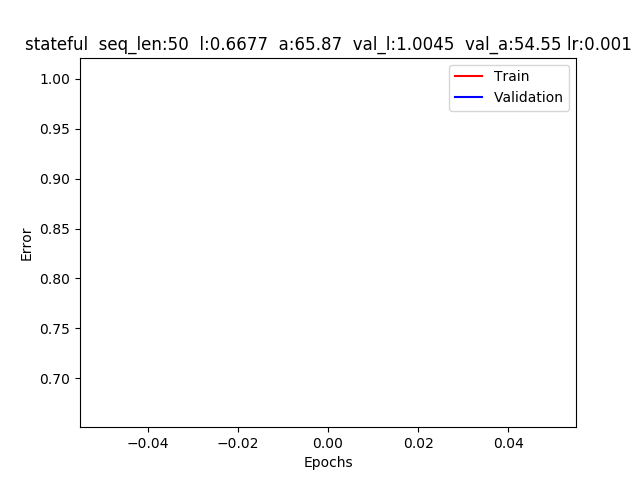 stateful  seq_len:50  l:0.6677  a:65.87  val_l:1.0045  val_a:54.55 lr:0.001
Train
Validation
1.00
0.95
0.90
0.85
0.80
0.75
0.70
Error
−0.04
−0.02
0.00
0.02
0.04
Epochs